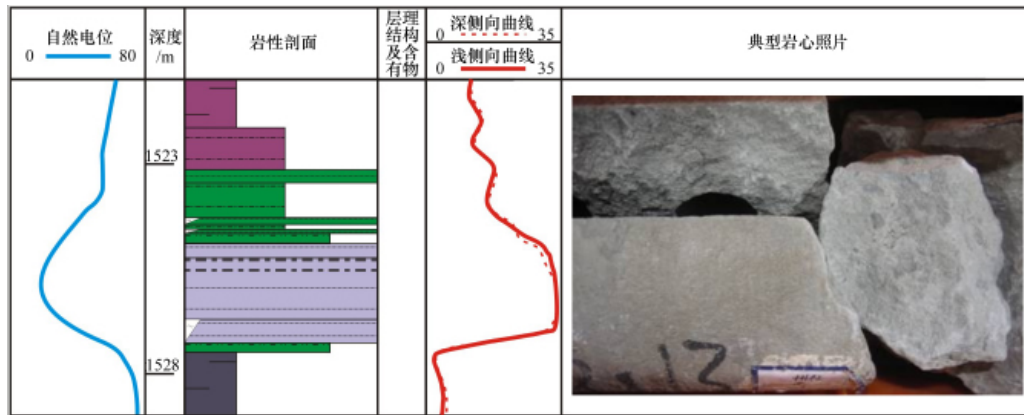 自然电位
0 80
深度
/m
岩性剖面
层理
结构
及含
有物
深侧向曲线
0 35
浅侧向曲线
0 35
典型岩心照片
1523
1528